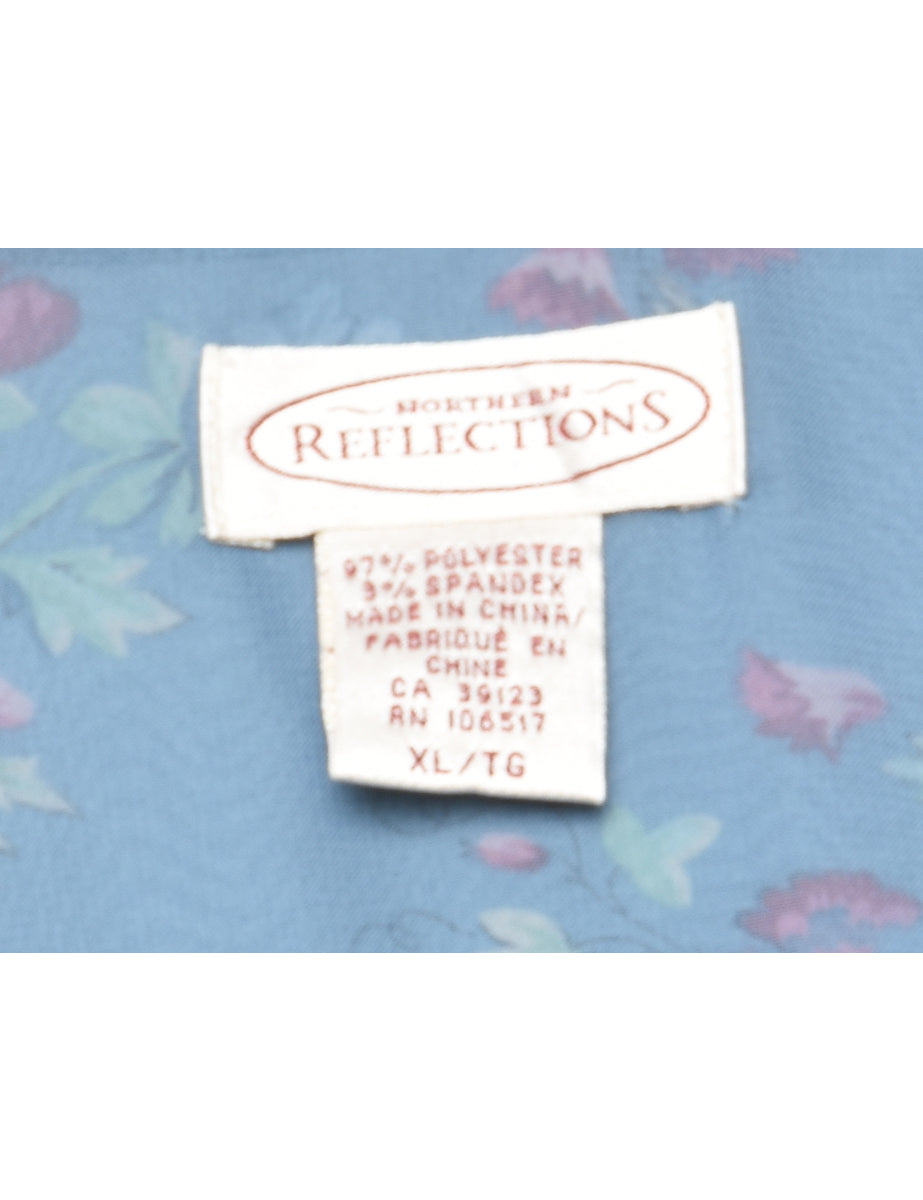 ~ NORTHERN ~
REFLECTIONS
97% POLYESTER
3% SPANDEX
MADE IN CHINA/
FABRIQUÉ EN
CHINE
CA 39123
RN 106517
XL/TG